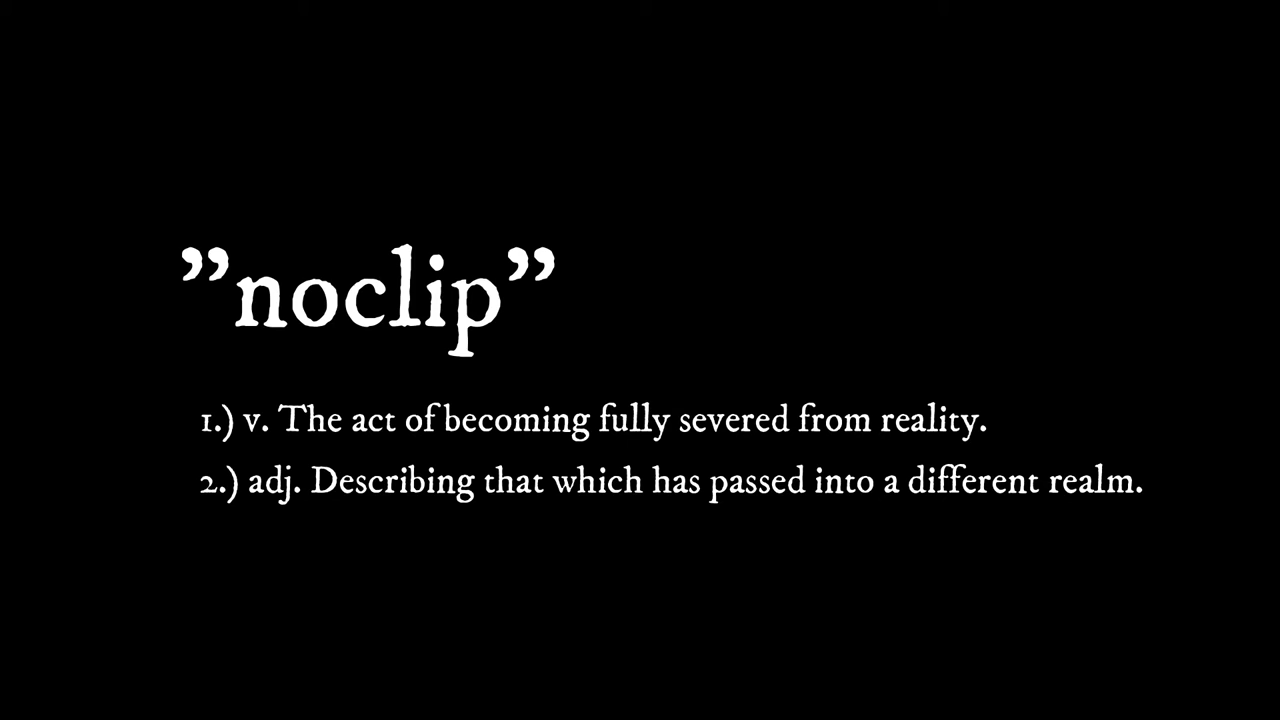 ”noclip”
1.) v. The act of becoming fully severed from reality.
2.) adj. Describing that which has passed into a different realm.